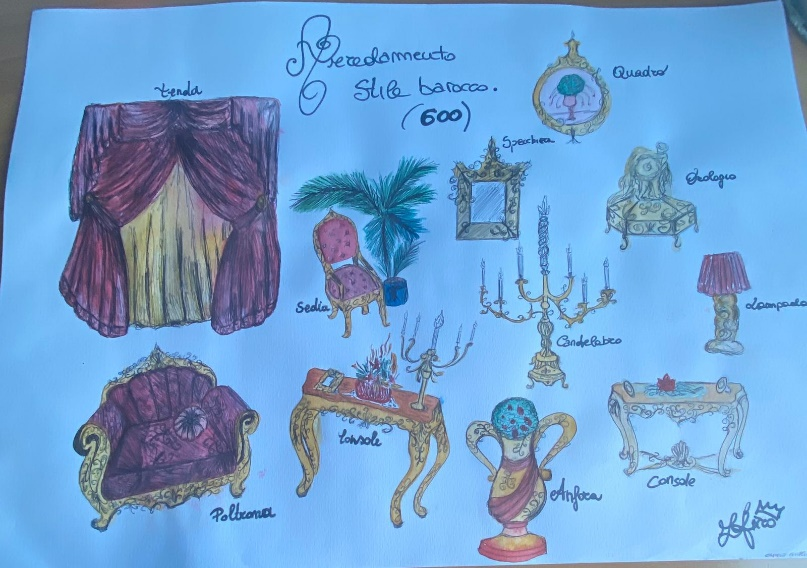 Arredamento
Stile barocco.
(600)
Quadro
tenda
Specchiera
Orologio
Sedia
Lampada
Candelabro
Console
Poltrona
Anfora
Console